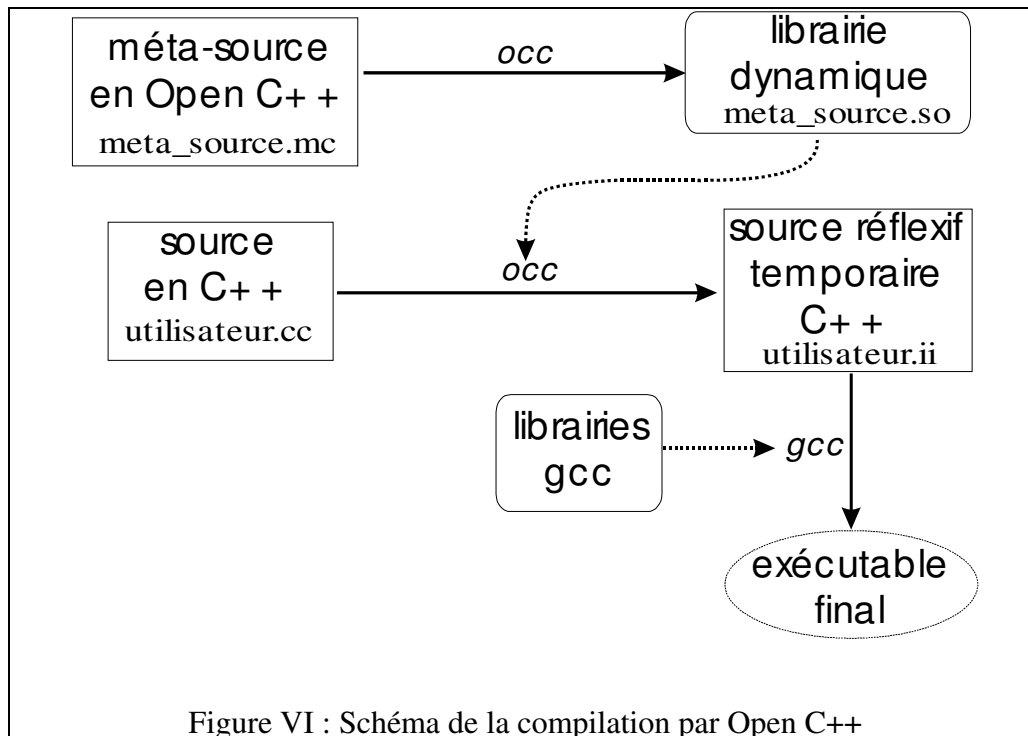 méta-source
en Open C++
meta_source.mc
occ
librairie
dynamique
meta_source.so
source
en C++
utilisateur.cc
occ
source réflexif
temporaire
C++
utilisateur.ii
librairies
gcc
gcc
exécutable
final
Figure VI : Schéma de la compilation par Open C++